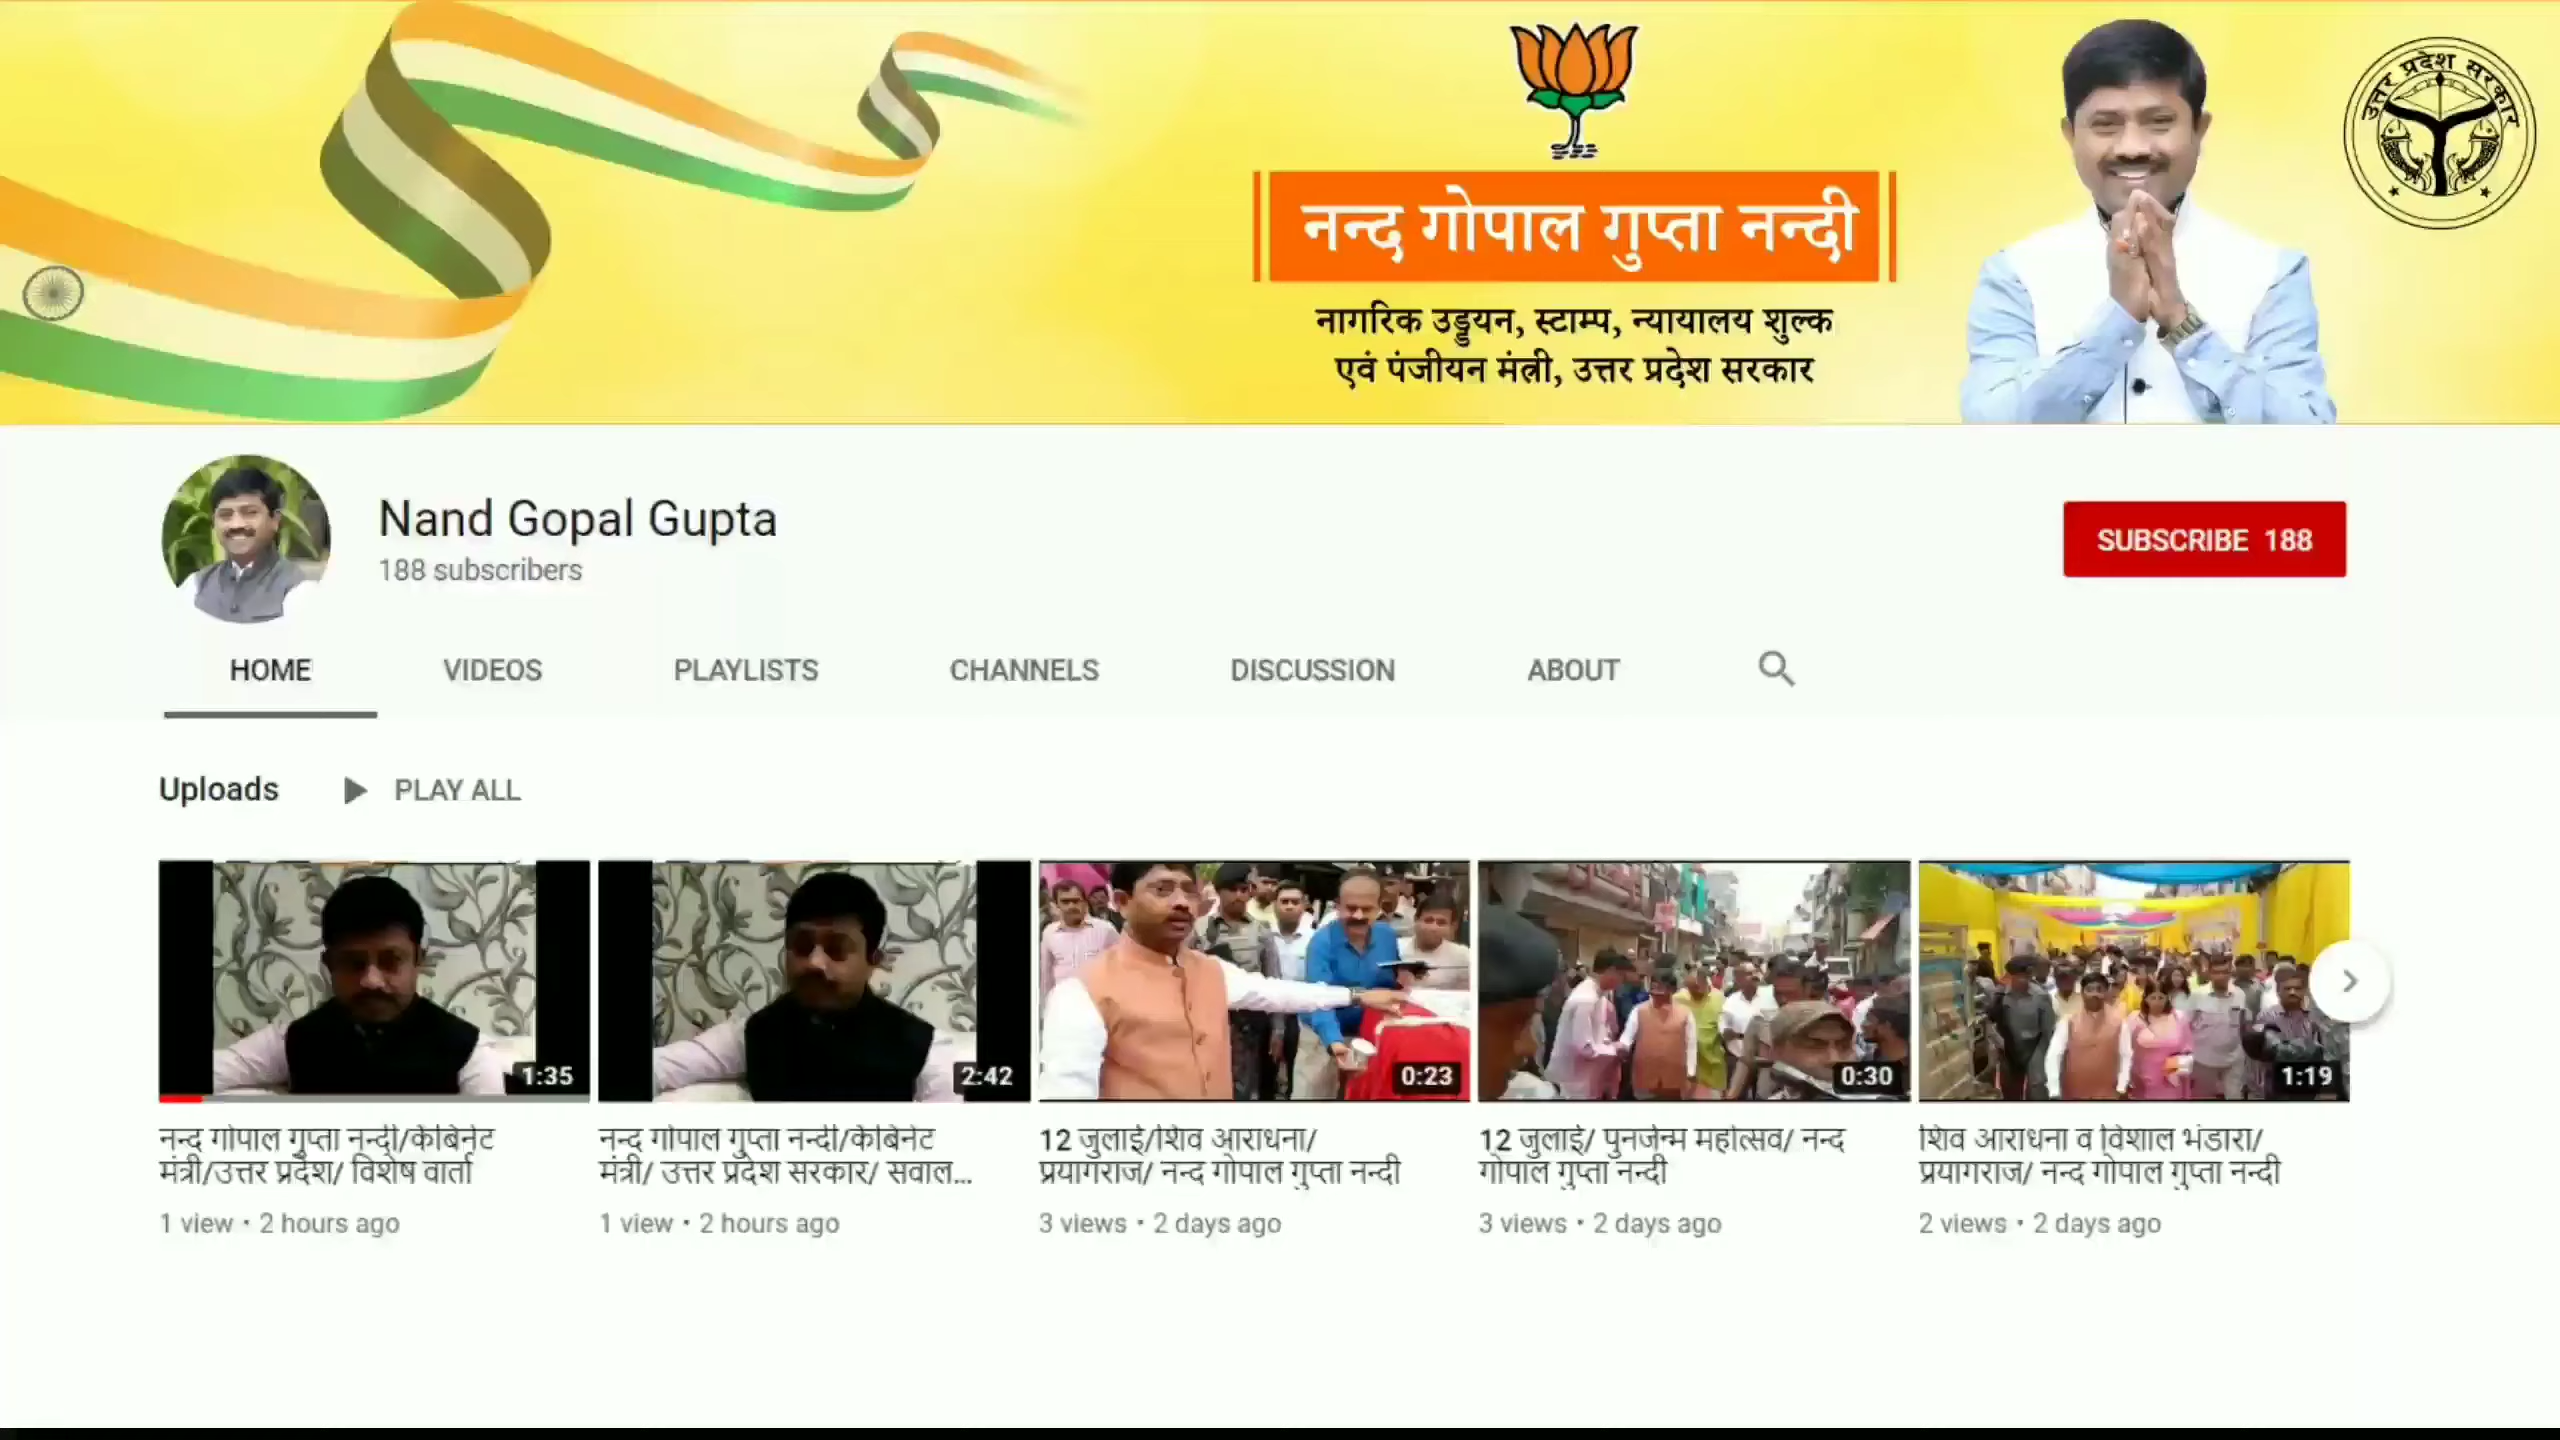 उत्तर प्रदेश सरकार
नन्द गोपाल गुप्ता नन्दी
नागरिक उड्डयन, स्टाम्प, न्यायालय शुल्क
एवं पंजीयन मंत्री, उत्तर प्रदेश सरकार
Nand Gopal Gupta
188 subscribers
SUBSCRIBE 188
HOME VIDEOS PLAYLISTS CHANNELS DISCUSSION ABOUT
Uploads PLAY ALL
1:35 2:42 0:23 0:30 1:19
नन्द गोपाल गुप्ता नन्दी/केबिनेट
मंत्री/उत्तर प्रदेश/ विशेष वार्ता
1 view • 2 hours ago
नन्द गोपाल गुप्ता नन्दी/केबिनेट
मंत्री/ उत्तर प्रदेश सरकार/ सवाल...
1 view • 2 hours ago
12 जुलाई/शिव आराधना/
प्रयागराज/ नन्द गोपाल गुप्ता नन्दी
3 views • 2 days ago
12 जुलाई/ पुनर्जन्म महोत्सव/ नन्द
गोपाल गुप्ता नन्दी
3 views • 2 days ago
शिव आराधना व विशाल भंडारा/
प्रयागराज/ नन्द गोपाल गुप्ता नन्दी
2 views • 2 days ago